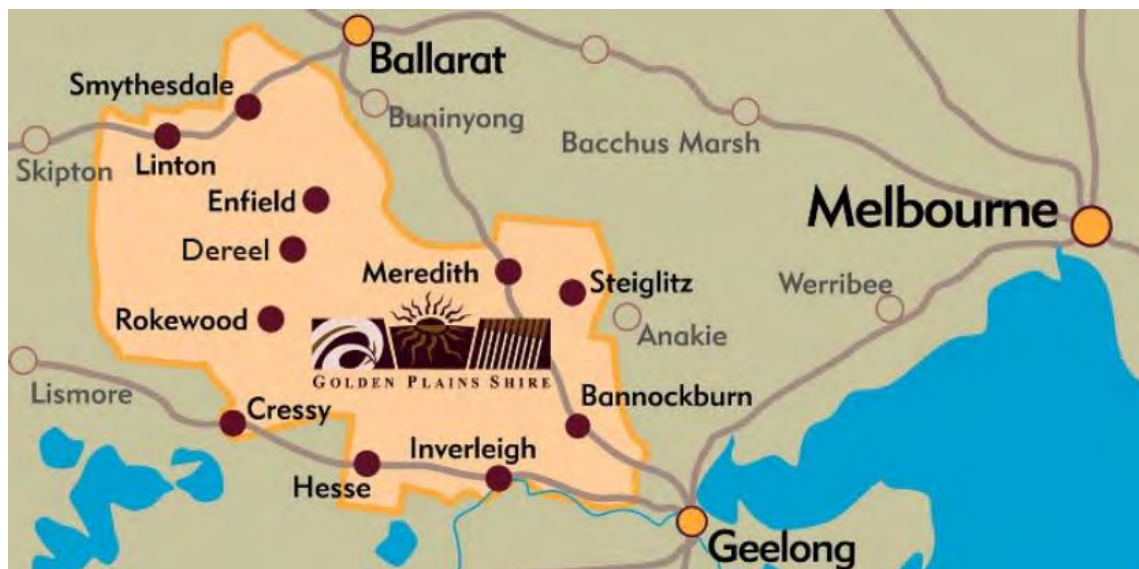 Ballarat
Smythesdale
Buninyong
Bacchus Marsh
Skipton
Linton
Enfield
Melbourne
Dereel
Meredith
Steiglitz
Werribee
Rokewood
Anakie
GOLDEN PLAINS SHIRE
Lismore
Bannockburn
Cressy
Inverleigh
Hesse
Geelong